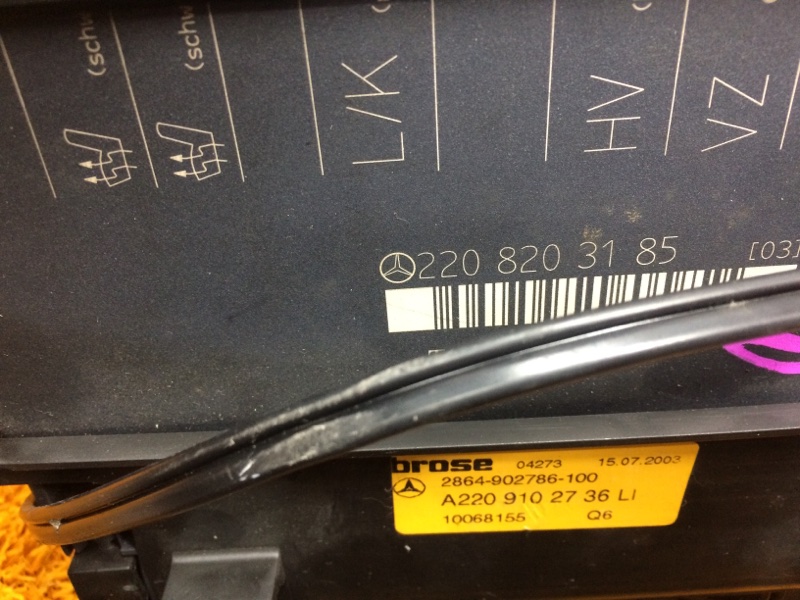 (schw
(schw
L/K
HV
VZ
220 820 31 85 [03]
brose 04273 15.07.2003
2864-902786-100
A220 910 27 36 LI
10068155 Q6